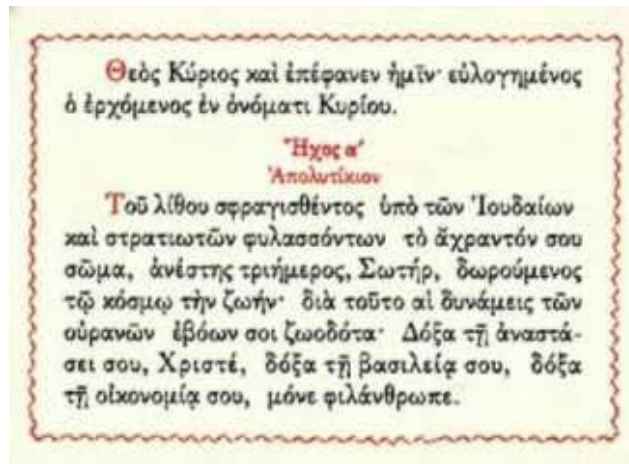 Θεὸς Κύριος καὶ ἐπέφανεν ἡμῖν· εὐλογημένος
ὁ ἐρχόμενος ἐν ὀνόματι Κυρίου.
Ἦχος α΄
Ἀπολυτίκιον
Τοῦ λίθου σφραγισθέντος ὑπὸ τῶν Ἰουδαίων
καὶ στρατιωτῶν φυλασσόντων τὸ ἄχραντόν σου
σῶμα, ἀνέστης τριήμερος, Σωτήρ, δωρούμενος
τῷ κόσμῳ τὴν ζωήν· διὰ τοῦτο αἱ δυνάμεις τῶν
οὐρανῶν ἐβόων σοι ζωοδότα· Δόξα τῇ ἀναστά-
σει σου, Χριστέ, δόξα τῇ βασιλείᾳ σου, δόξα
τῇ οἰκονομίᾳ σου, μόνε φιλάνθρωπε.